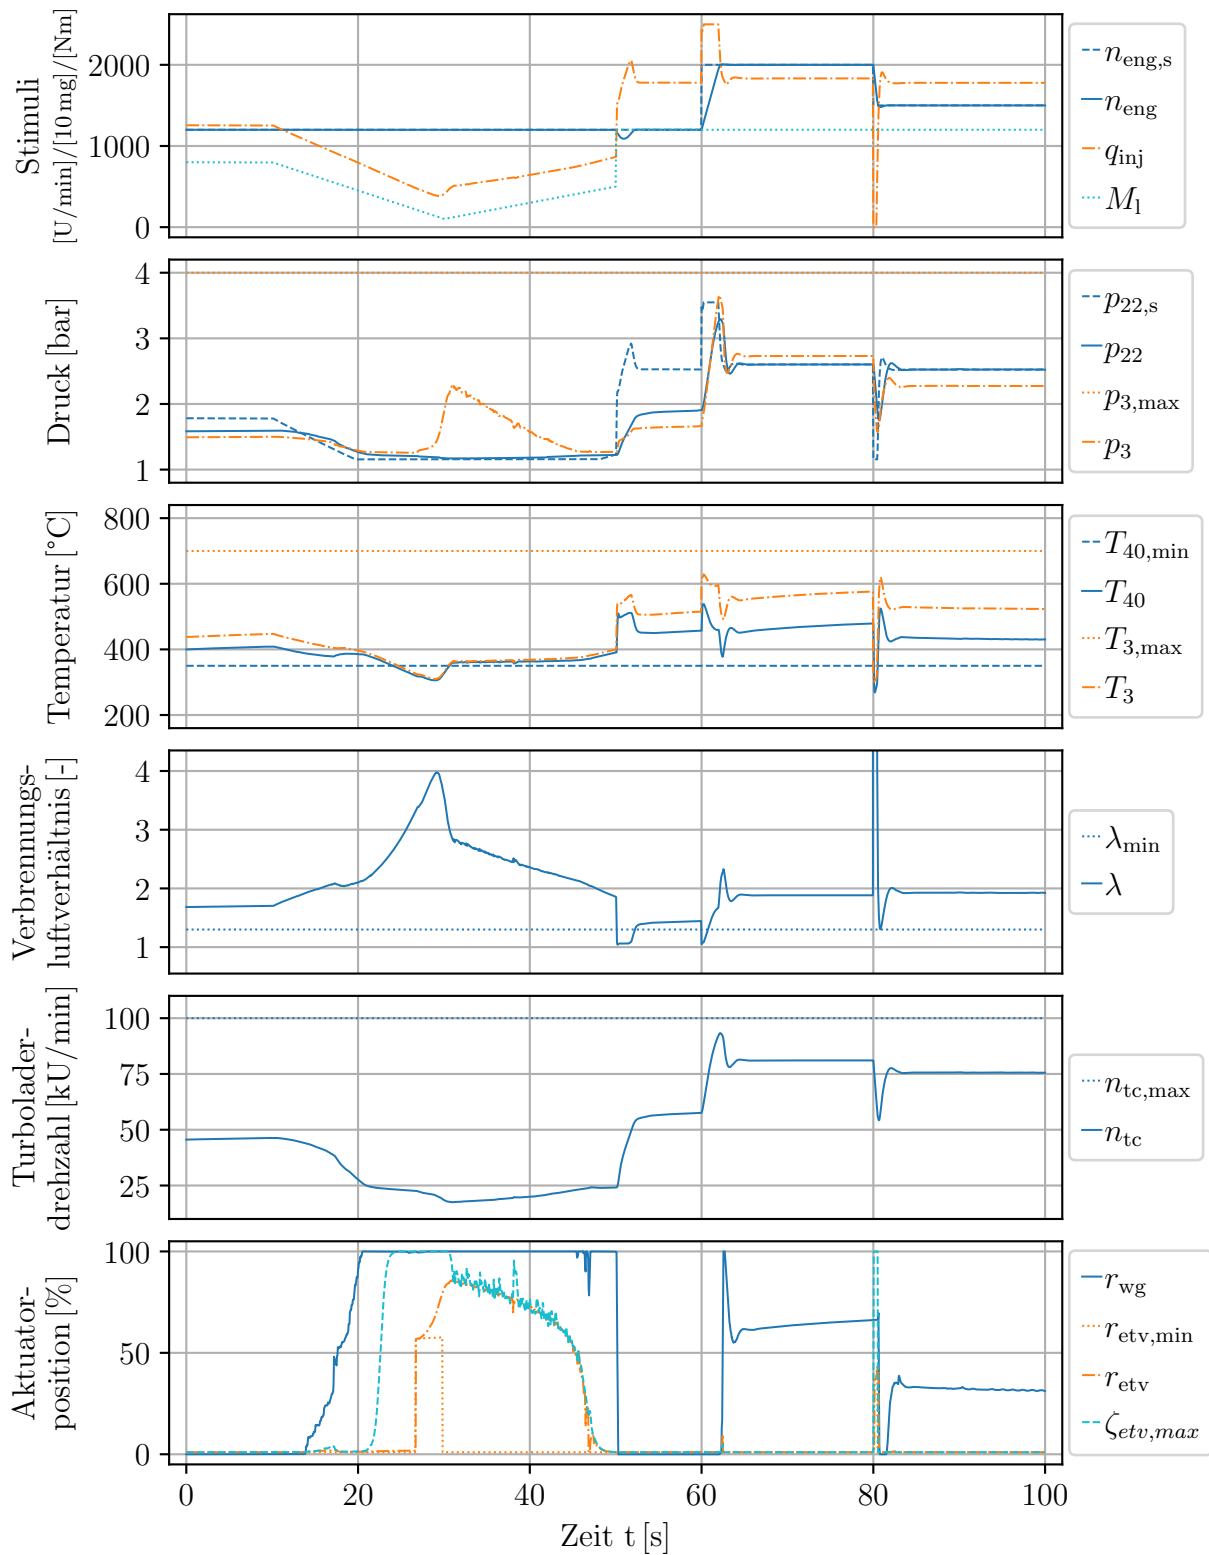 Stimuli
[U/min]/[10 mg]/[Nm]
2000
1000
0
n_eng,s
n_eng
q_inj
M_l
Druck [bar]
4
3
2
1
p_22,s
p_22
p_3,max
p_3
Temperatur [°C]
800
600
400
200
T_40,min
T_40
T_3,max
T_3
Verbrennungs-
luftverhältnis [-]
4
3
2
1
λ_min
λ
Turbolader-
drehzahl [kU/min]
100
75
50
25
n_tc,max
n_tc
Aktuator-
position [%]
100
50
0
r_wg
r_etv,min
r_etv
ζ_etv,max
0 20 40 60 80 100
Zeit t [s]